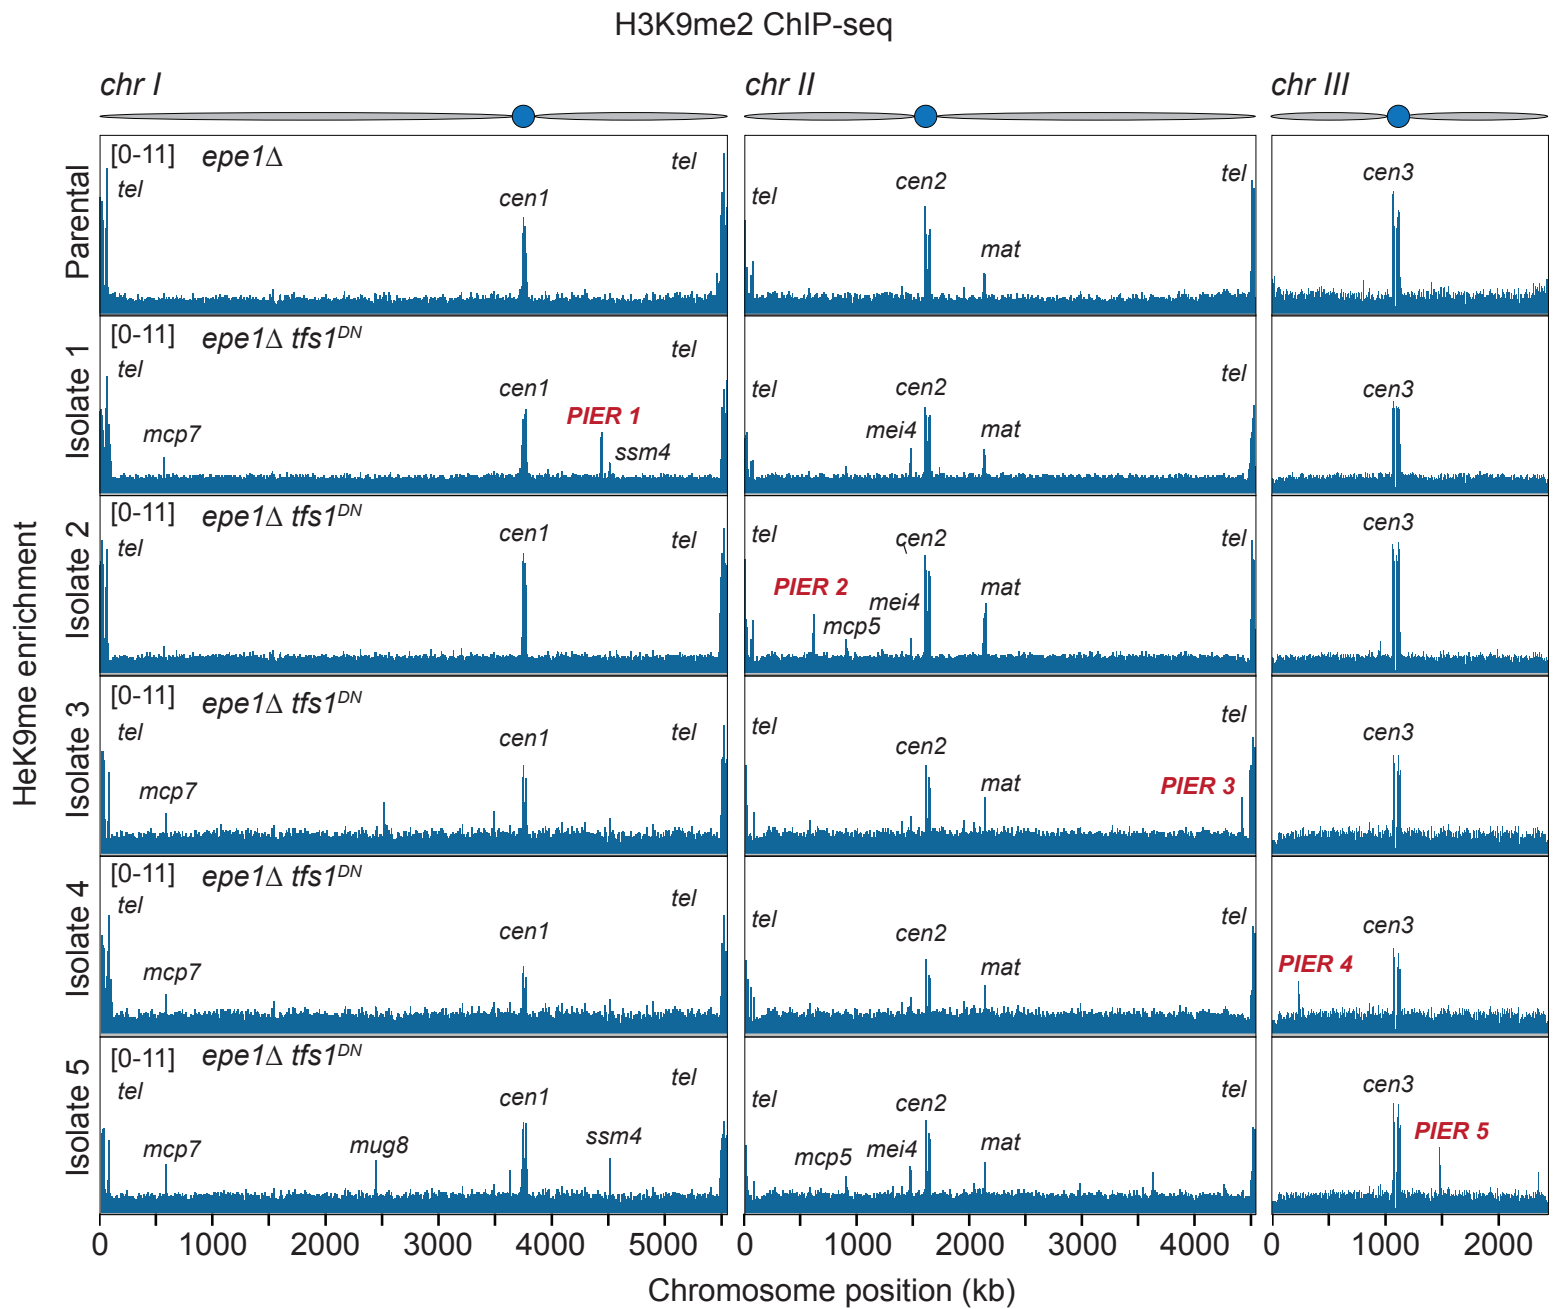 H3K9me2 ChIP-seq
chr I
chr II
chr III
HeK9me enrichment
Parental
[0-11] epe1Δ
tel
cen1
tel
tel
cen2
mat
tel
cen3
Isolate 1
[0-11] epe1Δ tfs1DN
tel
mcp7
cen1
PIER 1
ssm4
tel
tel
mei4
cen2
mat
tel
cen3
Isolate 2
[0-11] epe1Δ tfs1DN
tel
cen1
tel
tel
PIER 2
mcp5
mei4
cen2
mat
tel
cen3
Isolate 3
[0-11] epe1Δ tfs1DN
tel
mcp7
cen1
tel
tel
cen2
mat
PIER 3
tel
cen3
Isolate 4
[0-11] epe1Δ tfs1DN
tel
mcp7
cen1
tel
tel
cen2
mat
tel
PIER 4
cen3
Isolate 5
[0-11] epe1Δ tfs1DN
tel
mcp7
mug8
cen1
ssm4
tel
tel
mcp5
mei4
cen2
mat
tel
cen3
PIER 5
0 1000 2000 3000 4000 5000
0 1000 2000 3000 4000
0 1000 2000
Chromosome position (kb)